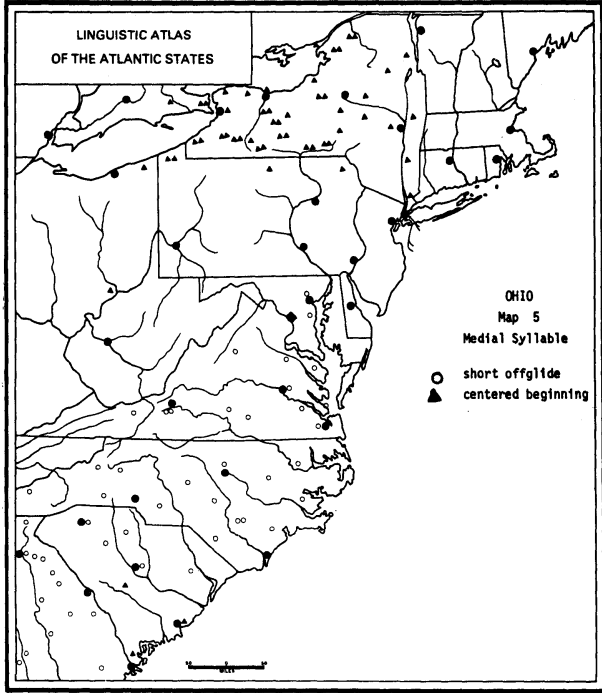 LINGUISTIC ATLAS
OF THE ATLANTIC STATES
OHIO
Map 5
Medial Syllable
short offglide
centered beginning